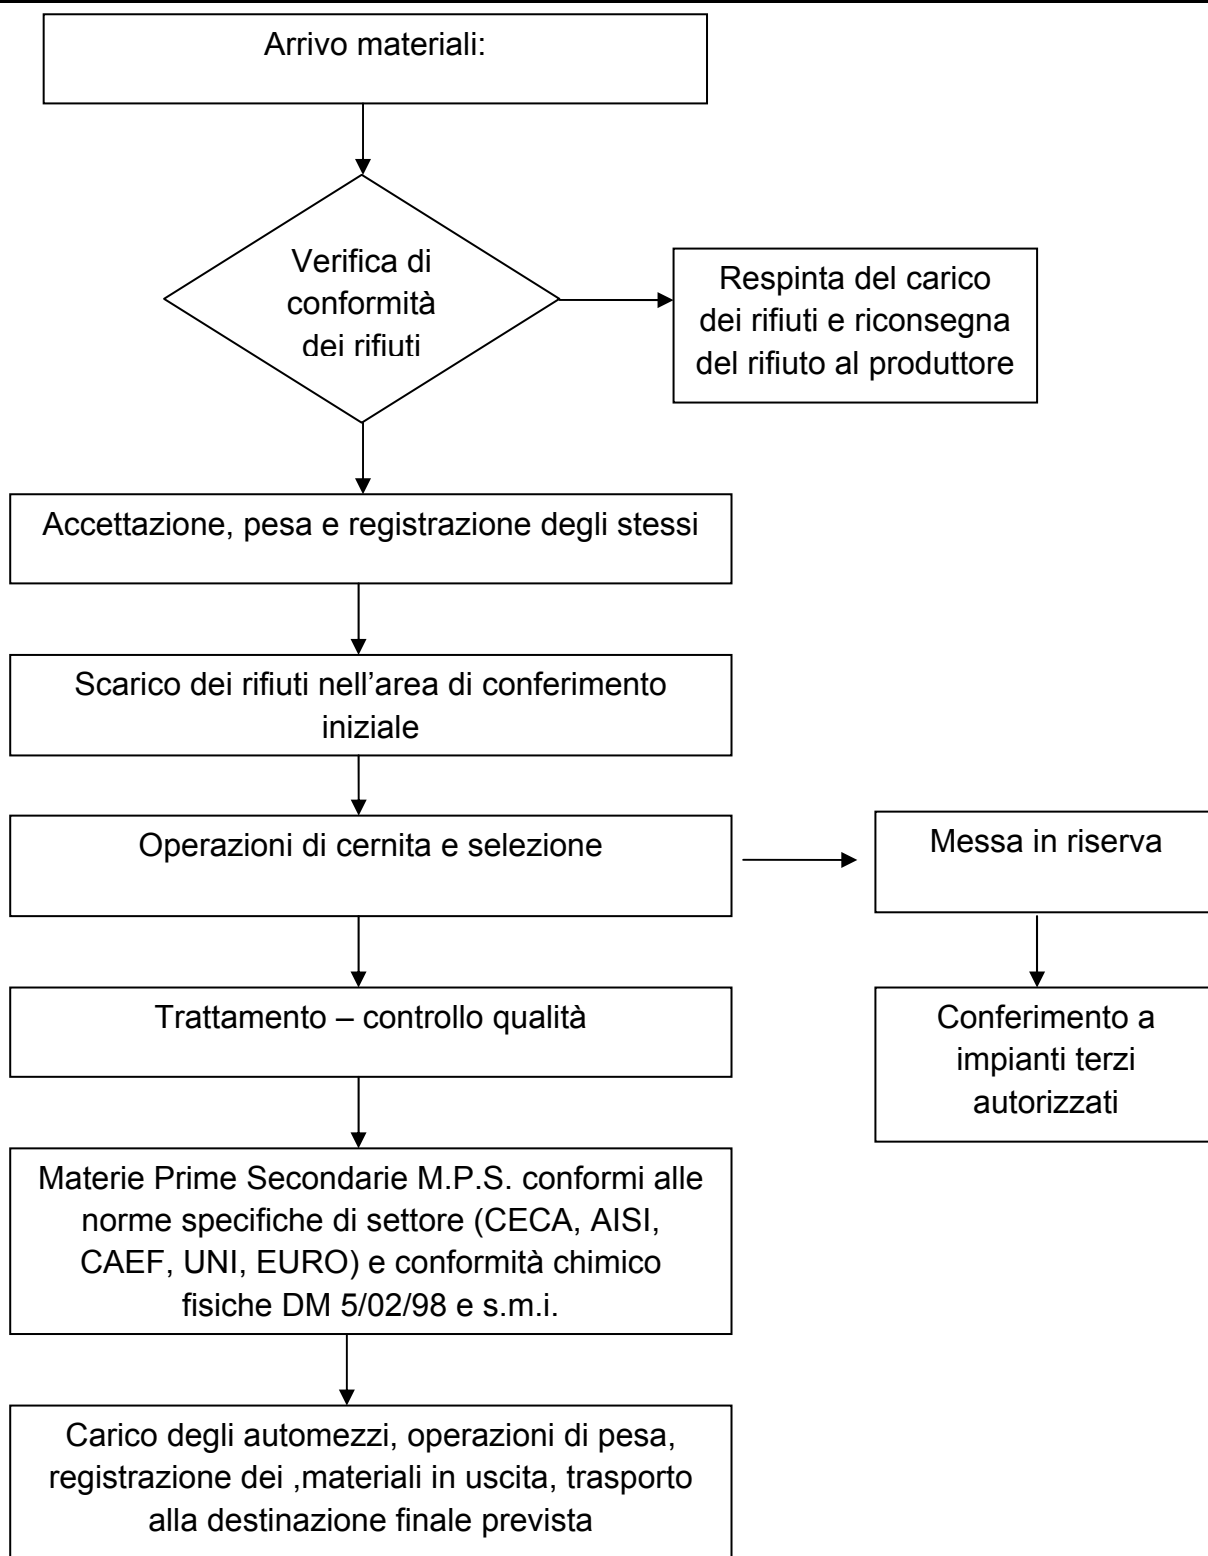 Arrivo materiali:
Verifica di
conformità
dei rifiuti
Respinta del carico
dei rifiuti e riconsegna
del rifiuto al produttore
Accettazione, pesa e registrazione degli stessi
Scarico dei rifiuti nell’area di conferimento
iniziale
Operazioni di cernita e selezione
Messa in riserva
Trattamento – controllo qualità
Conferimento a
impianti terzi
autorizzati
Materie Prime Secondarie M.P.S. conformi alle
norme specifiche di settore (CECA, AISI,
CAEF, UNI, EURO) e conformità chimico
fisiche DM 5/02/98 e s.m.i.
Carico degli automezzi, operazioni di pesa,
registrazione dei ,materiali in uscita, trasporto
alla destinazione finale prevista